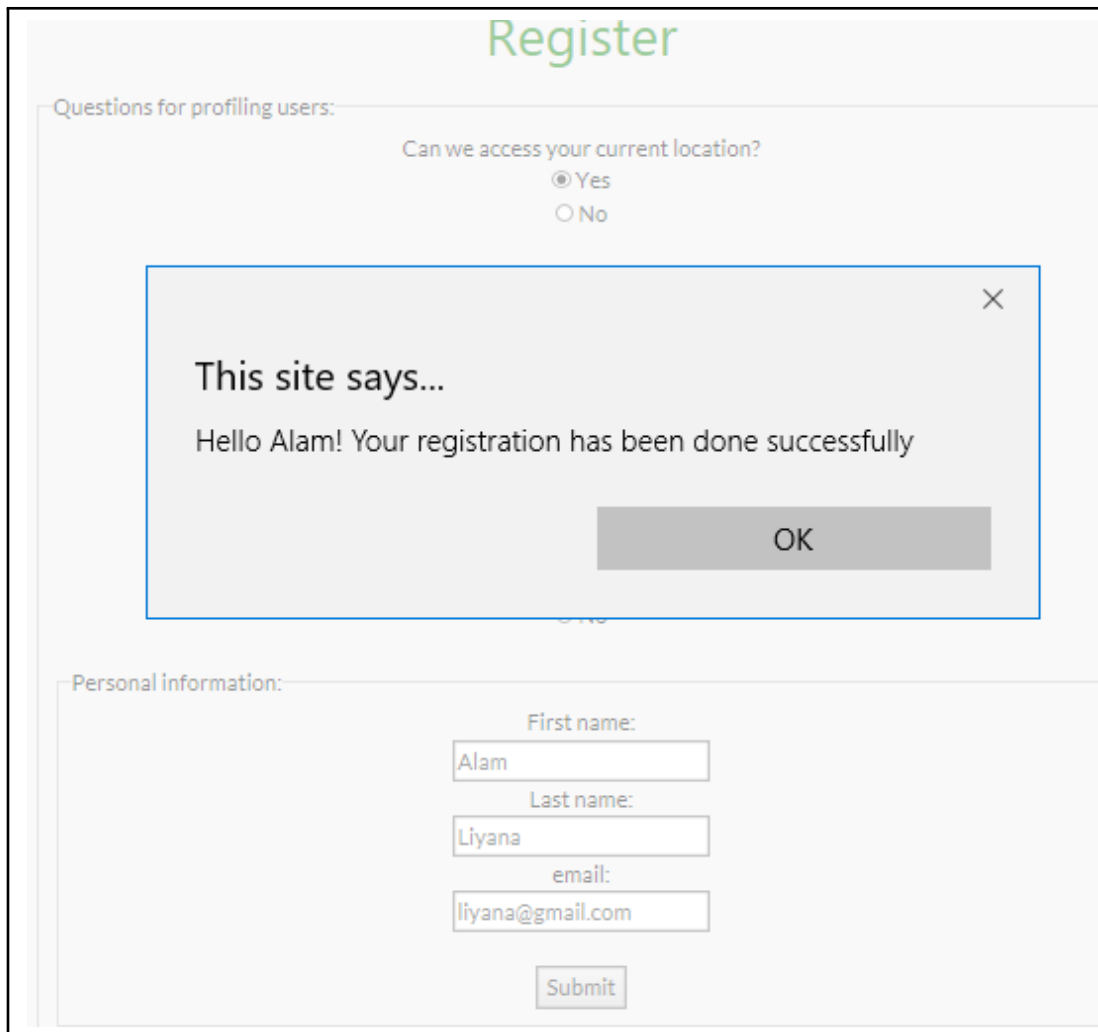 Register
Questions for profiling users:
Can we access your current location?
Yes
No
This site says...
Hello Alam! Your registration has been done successfully
OK
No
Personal information:
First name:
Alam
Last name:
Liyana
email:
liyana@gmail.com
Submit